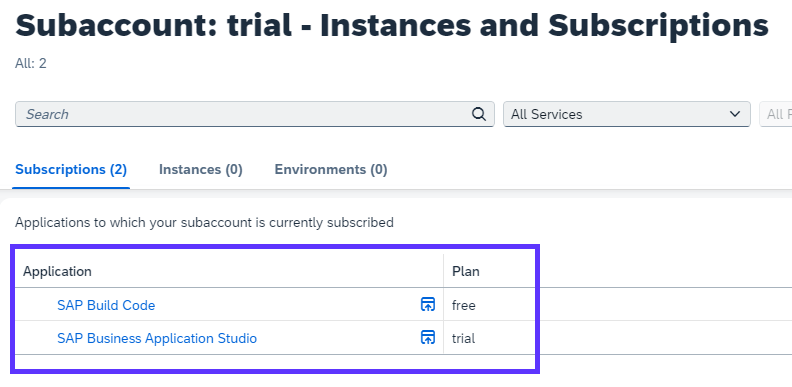 Subaccount: trial - Instances and Subscriptions
All: 2
Search All Services All
Subscriptions (2) Instances (0) Environments (0)
Applications to which your subaccount is currently subscribed
Application Plan
SAP Build Code free
SAP Business Application Studio trial